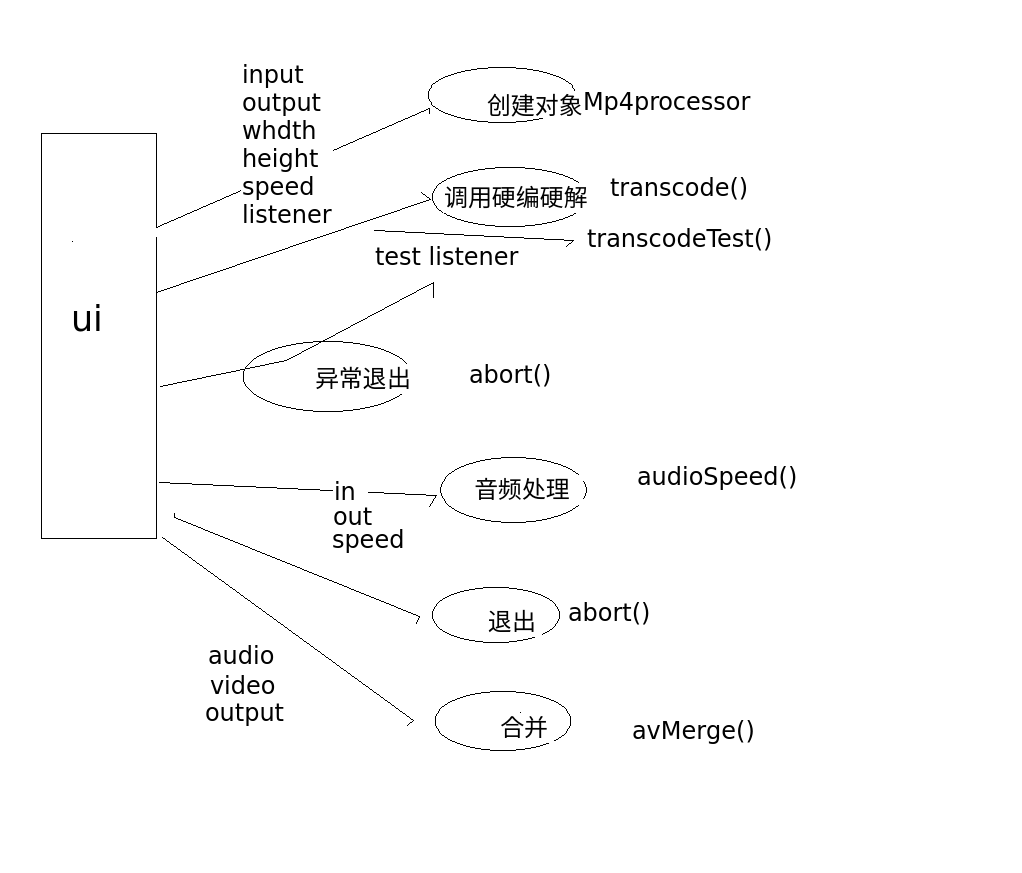 input
output
whdth
height
speed
listener
创建对象Mp4processor
调用硬编硬解 transcode()
transcodeTest()
test listener
ui
异常退出 abort()
音频处理 audioSpeed()
in
out
speed
退出 abort()
audio
video
output
合并 avMerge()